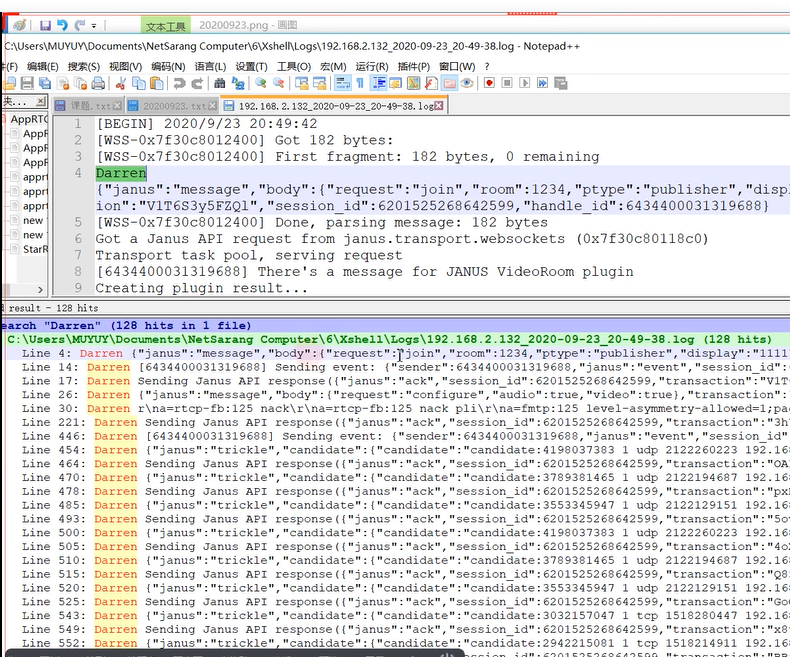 文本工具 20200923.png - 画图
C:\Users\MUYUY\Documents\NetSarang Computer\6\Xshell\Logs\192.168.2.132_2020-09-23_20-49-38.log - Notepad++
(F) 编辑(E) 搜索(S) 视图(V) 编码(N) 语言(L) 设置(T) 工具(O) 宏(M) 运行(R) 插件(P) 窗口(W) ?
夹... 课题.txt 20200923.txt 192.168.2.132_2020-09-23_20-49-38.log
AppRTC
AppF
AppF
AppF
apprt
apprt
apprt
new
new
StarR
1 [BEGIN] 2020/9/23 20:49:42
2 [WSS-0x7f30c8012400] Got 182 bytes:
3 [WSS-0x7f30c8012400] First fragment: 182 bytes, 0 remaining
4 Darren
{"janus":"message","body":{"request":"join","room":1234,"ptype":"publisher","displ
ion":"V1T6S3y5FZQl","session_id":6201525268642599,"handle_id":6434400031319688}
5 [WSS-0x7f30c8012400] Done, parsing message: 182 bytes
6 Got a Janus API request from janus.transport.websockets (0x7f30c80118c0)
7 Transport task pool, serving request
8 [6434400031319688] There's a message for JANUS VideoRoom plugin
9 Creating plugin result...
result - 128 hits
earch "Darren" (128 hits in 1 file)
C:\Users\MUYUY\Documents\NetSarang Computer\6\Xshell\Logs\192.168.2.132_2020-09-23_20-49-38.log (128 hits)
Line 4: Darren {"janus":"message","body":{"request":"join","room":1234,"ptype":"publisher","display":"1111
Line 14: Darren [6434400031319688] Sending event: {"sender":6434400031319688,"janus":"event","session_id":
Line 17: Darren Sending Janus API response({"janus":"ack","session_id":6201525268642599,"transaction":"V1T
Line 26: Darren {"janus":"message","body":{"request":"configure","audio":true,"video":true},"transaction":
Line 30: Darren r\na=rtcp-fb:125 nack\r\na=rtcp-fb:125 nack pli\r\na=fmtp:125 level-asymmetry-allowed=1;pac
Line 221: Darren Sending Janus API response({"janus":"ack","session_id":6201525268642599,"transaction":"3h
Line 446: Darren [6434400031319688] Sending event: {"sender":6434400031319688,"janus":"event","session_id"
Line 454: Darren {"janus":"trickle","candidate":{"candidate":"candidate:4198037383 1 udp 2122260223 192.16
Line 464: Darren Sending Janus API response({"janus":"ack","session_id":6201525268642599,"transaction":"OA
Line 470: Darren {"janus":"trickle","candidate":{"candidate":"candidate:3789381465 1 udp 2122194687 192.16
Line 478: Darren Sending Janus API response({"janus":"ack","session_id":6201525268642599,"transaction":"px
Line 485: Darren {"janus":"trickle","candidate":{"candidate":"candidate:3553345947 1 udp 2122129151 192.16
Line 493: Darren Sending Janus API response({"janus":"ack","session_id":6201525268642599,"transaction":"5o
Line 500: Darren {"janus":"trickle","candidate":{"candidate":"candidate:4198037383 1 udp 2122260223 192.16
Line 505: Darren Sending Janus API response({"janus":"ack","session_id":6201525268642599,"transaction":"4o
Line 510: Darren {"janus":"trickle","candidate":{"candidate":"candidate:3789381465 1 udp 2122194687 192.16
Line 515: Darren Sending Janus API response({"janus":"ack","session_id":6201525268642599,"transaction":"Q8
Line 520: Darren {"janus":"trickle","candidate":{"candidate":"candidate:3553345947 1 udp 2122129151 192.16
Line 525: Darren Sending Janus API response({"janus":"ack","session_id":6201525268642599,"transaction":"Go
Line 543: Darren {"janus":"trickle","candidate":{"candidate":"candidate:3032157047 1 tcp 1518280447 192.16
Line 549: Darren Sending Janus API response({"janus":"ack","session_id":6201525268642599,"transaction":"x8
Line 552: Darren {"janus":"trickle","candidate":{"candidate":"candidate:2942215081 1 tcp 1518214911 192.16